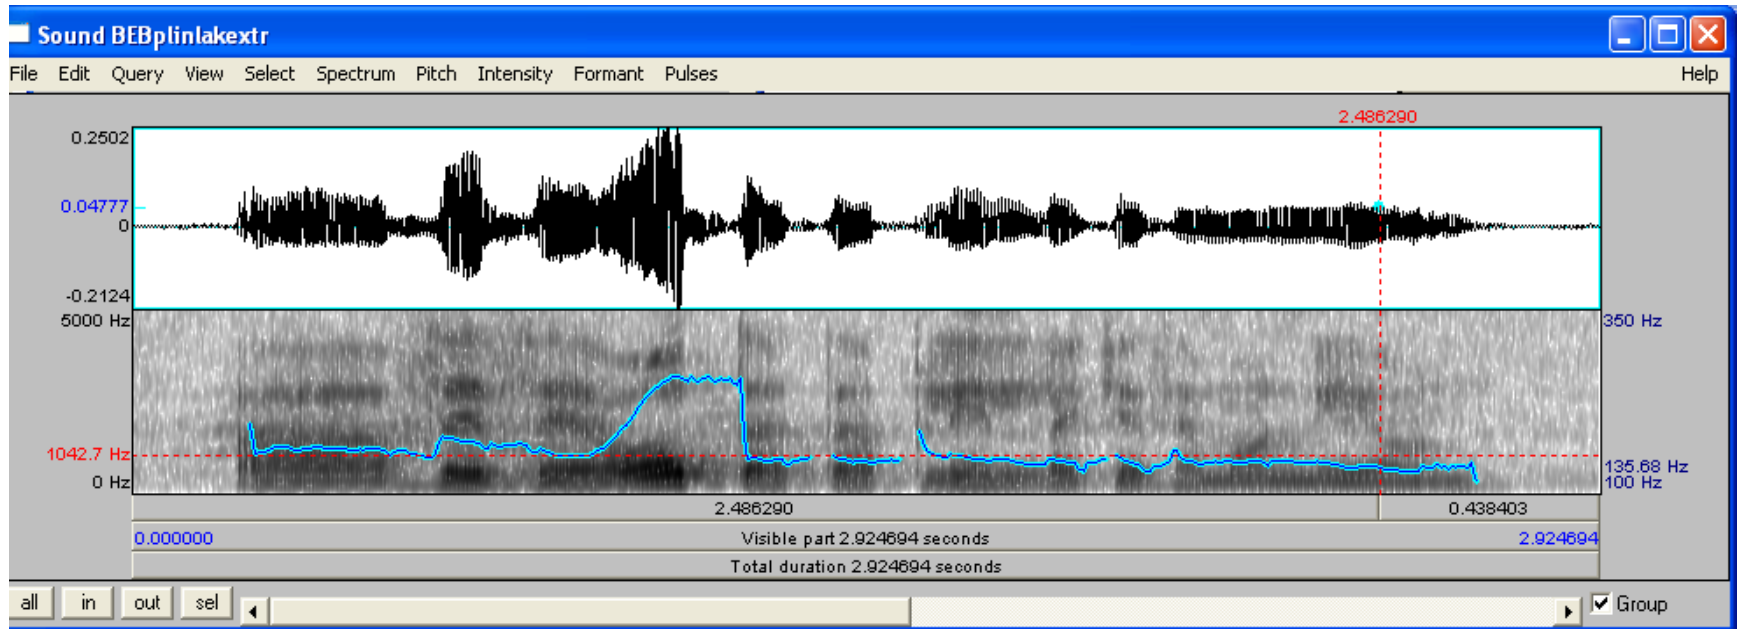 Sound BEBplinlakextr
File Edit Query View Select Spectrum Pitch Intensity Formant Pulses Help
2.486290
0.2502
0.04777
0
-0.2124
5000 Hz 350 Hz
1042.7 Hz
135.68 Hz
0 Hz 100 Hz
2.486290 0.438403
0.000000 Visible part 2.924694 seconds 2.924694
Total duration 2.924694 seconds
all in out sel Group